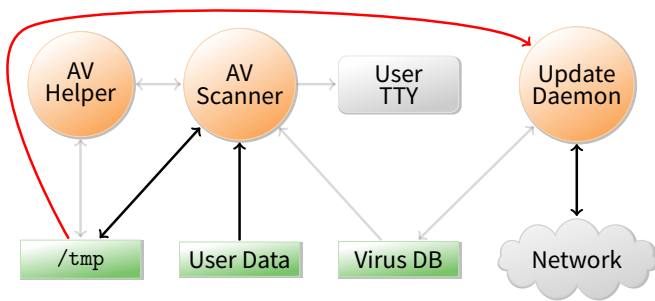 AV
Helper
AV
Scanner
User
TTY
Update
Daemon
/tmp
User Data
Virus DB
Network